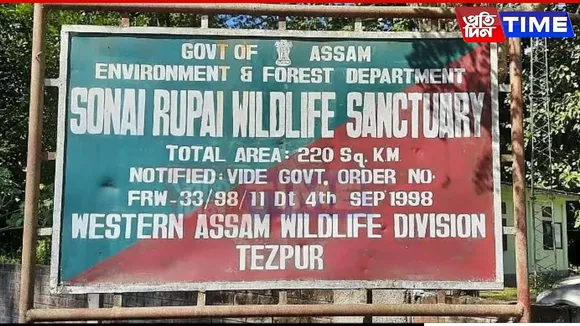 প্রতিদিন TIME
GOVT OF ASSAM
ENVIRONMENT & FOREST DEPARTMENT
SONAI RUPAI WILDLIFE SANCTUARY
TOTAL AREA: 220 SQ. KM.
NOTIFIED: VIDE GOVT. ORDER NO.
FRW-33/98/11 Dt 4th SEP 1998
WESTERN ASSAM WILDLIFE DIVISION
TEZPUR